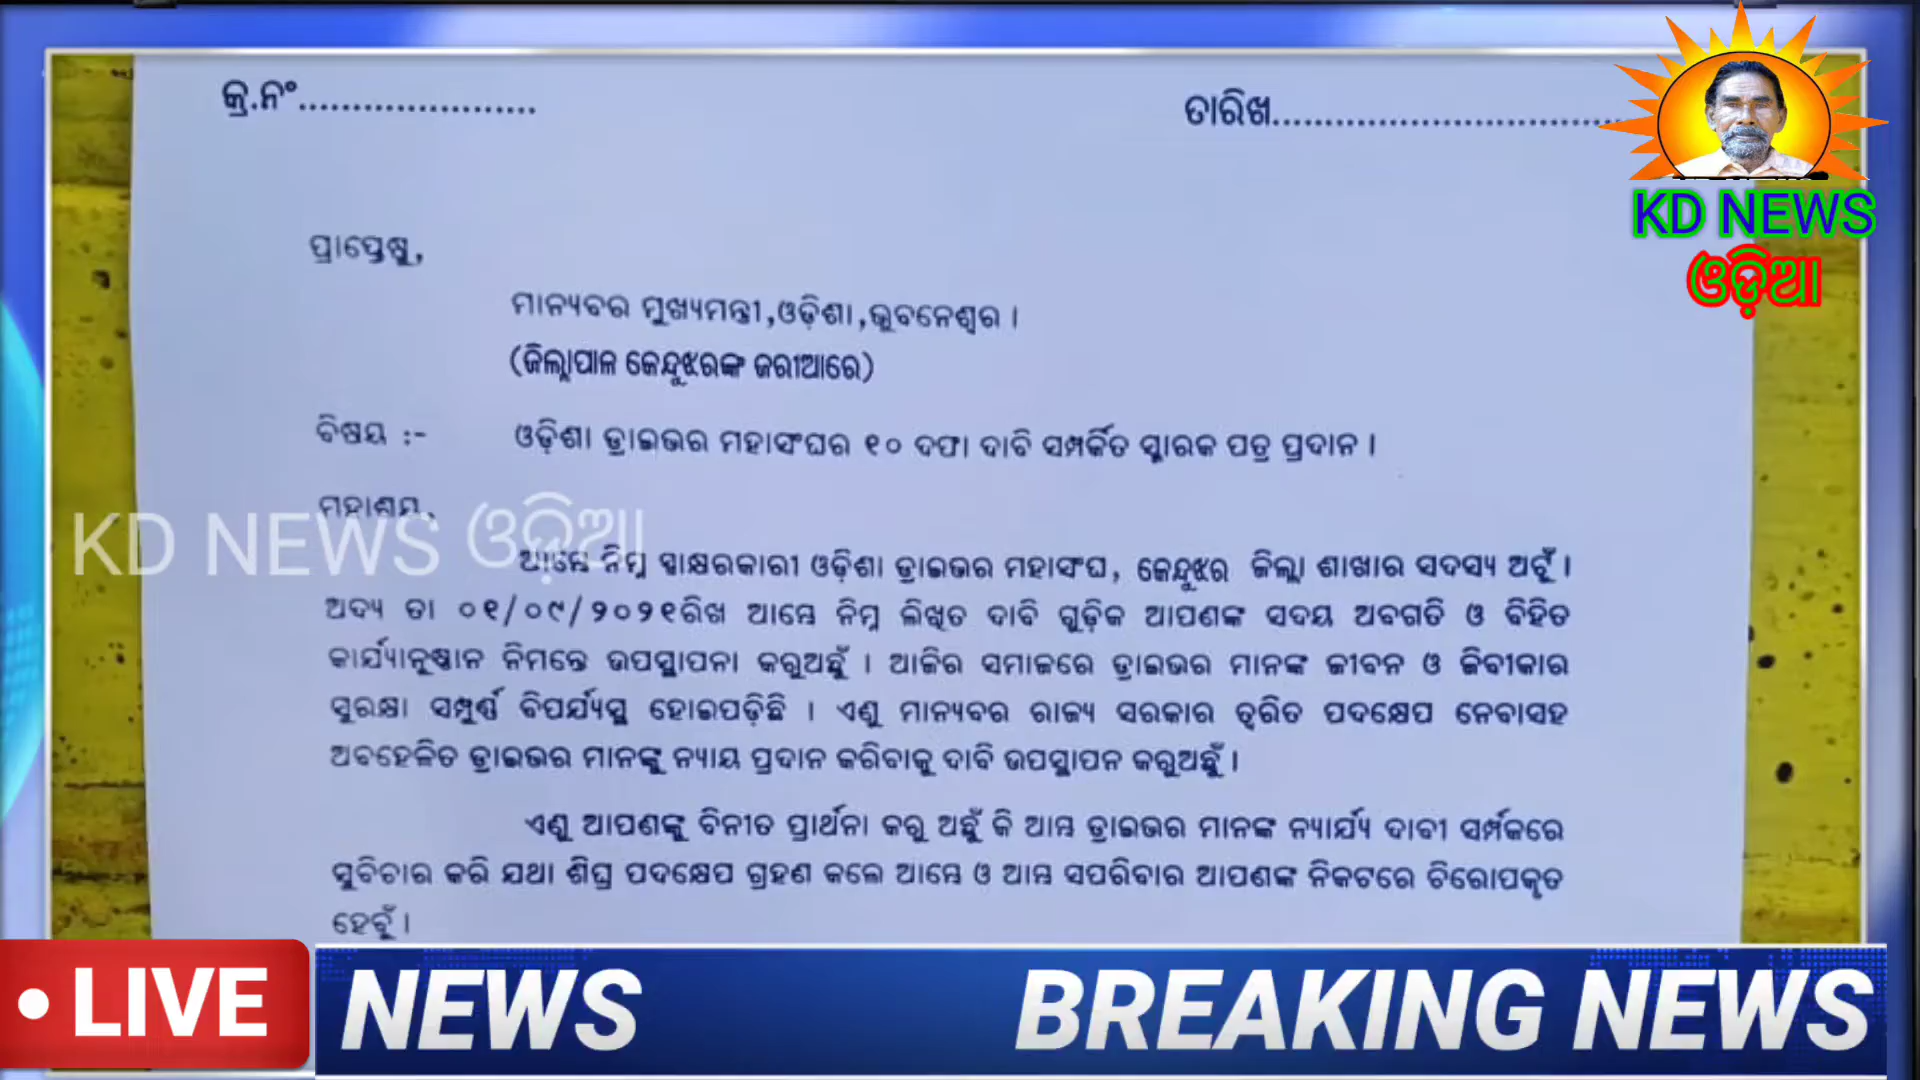 କ୍ର.ନଂ......................
ତାରିଖ.................................
KD NEWS
ଓଡ଼ିଆ
ପ୍ରାପ୍ତେଷୁ,
ମାନ୍ୟବର ମୁଖ୍ୟମନ୍ତ୍ରୀ,ଓଡ଼ିଶା,ଭୁବନେଶ୍ୱର ।
(ଜିଲ୍ଲାପାଳ କେନ୍ଦୁଝରଙ୍କ ଜରୀଆରେ)
ବିଷୟ :- ଓଡ଼ିଶା ଡ୍ରାଇଭର ମହାସଂଘର ୧୦ ଦଫା ଦାବି ସମ୍ପର୍କିତ ସ୍ମାରକ ପତ୍ର ପ୍ରଦାନ ।
ମହାଶୟ,
KD NEWS ଓଡ଼ିଆ
ଆମ୍ଭେ ନିମ୍ନ ସ୍ୱାକ୍ଷରକାରୀ ଓଡ଼ିଶା ଡ୍ରାଇଭର ମହାସଂଘ, କେନ୍ଦୁଝର ଜିଲ୍ଲା ଶାଖାର ସଦସ୍ୟ ଅଟୁଁ ।
ଅଦ୍ୟ ତା ୦୧/୦୯/୨୦୨୧ରିଖ ଆମ୍ଭେ ନିମ୍ନ ଲିଖିତ ଦାବି ଗୁଡ଼ିକ ଆପଣଙ୍କ ସଦୟ ଅବଗତି ଓ ବିହିତ
କାର୍ଯ୍ୟାନୁଷ୍ଠାନ ନିମନ୍ତେ ଉପସ୍ଥାପନା କରୁଅଛୁଁ । ଆଜିର ସମାଜରେ ଡ୍ରାଇଭର ମାନଙ୍କ ଜୀବନ ଓ ଜିବୀକାର
ସୁରକ୍ଷା ସମ୍ପୁର୍ଣ୍ଣ ବିପର୍ଯ୍ୟସ୍ଥ ହୋଇପଡ଼ିଛି । ଏଣୁ ମାନ୍ୟବର ରାଜ୍ୟ ସରକାର ତ୍ୱରିତ ପଦକ୍ଷେପ ନେବାସହ
ଅବହେଳିତ ଡ୍ରାଇଭର ମାନଙ୍କୁ ନ୍ୟାୟ ପ୍ରଦାନ କରିବାକୁ ଦାବି ଉପସ୍ଥାପନ କରୁଅଛୁଁ ।
ଏଣୁ ଆପଣଙ୍କୁ ବିନୀତ ପ୍ରାର୍ଥନା କରୁ ଅଛୁଁ କି ଆମ୍ଭ ଡ୍ରାଇଭର ମାନଙ୍କ ନ୍ୟାର୍ଯ୍ୟ ଦାବୀ ସର୍ମ୍ପକରେ
ସୁବିଚାର କରି ଯଥା ଶିଘ୍ର ପଦକ୍ଷେପ ଗ୍ରହଣ କଲେ ଆମ୍ଭେ ଓ ଆମ୍ଭ ସପରିବାର ଆପଣଙ୍କ ନିକଟରେ ଚିରୋପକୃତ
ହେବୁଁ ।
LIVE NEWS BREAKING NEWS